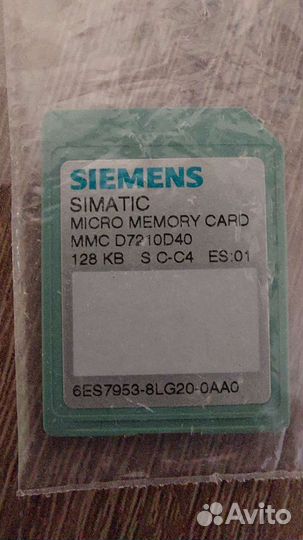 SIEMENS
SIMATIC
MICRO MEMORY CARD
MMC D7210D40
128 KB S C-C4 ES:01
6ES7953-8LG20-0AA0
Avito